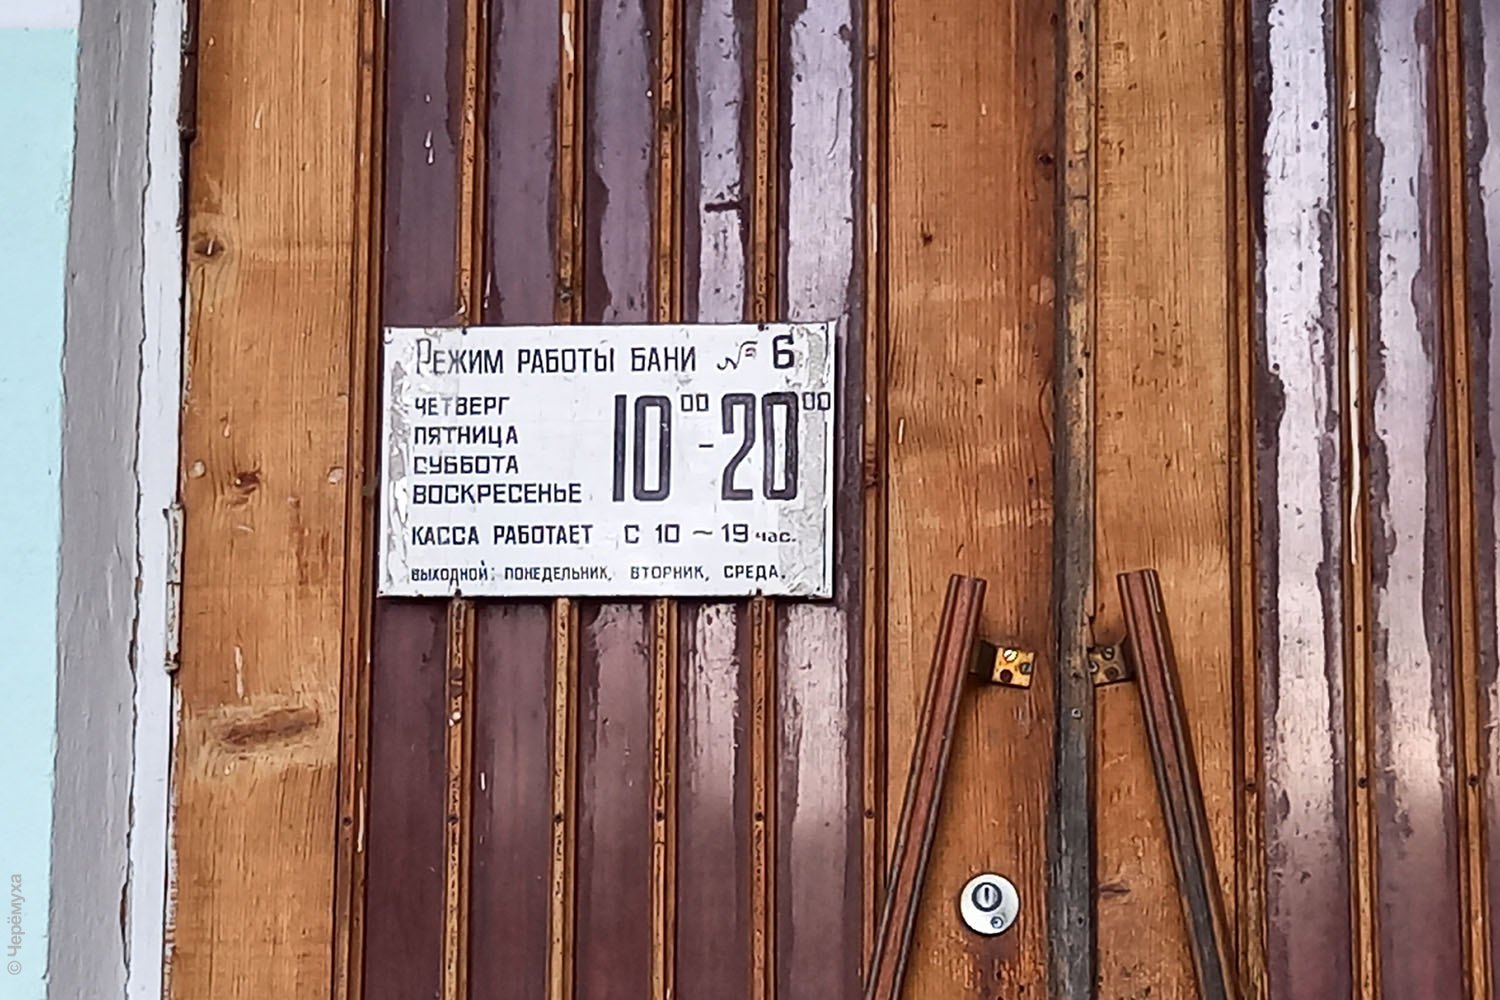 РЕЖИМ РАБОТЫ БАНИ № 6
ЧЕТВЕРГ
ПЯТНИЦА
СУББОТА
ВОСКРЕСЕНЬЕ
10⁰⁰ - 20⁰⁰
КАССА РАБОТАЕТ С 10 ~ 19 час.
ВЫХОДНОЙ: ПОНЕДЕЛЬНИК, ВТОРНИК, СРЕДА.
© Черёмуха